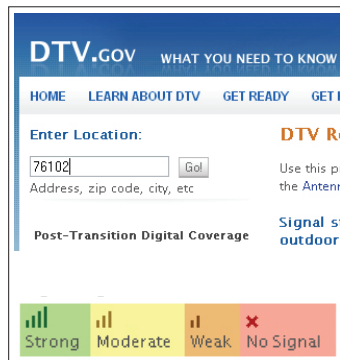 DTV.GOV WHAT YOU NEED TO KNOW
HOME LEARN ABOUT DTV GET READY GET
Enter Location:
76102 Go!
Address, zip code, city, etc
Post-Transition Digital Coverage
DTV
Use this
the
Signal
outdoor
Strong Moderate Weak No Signal